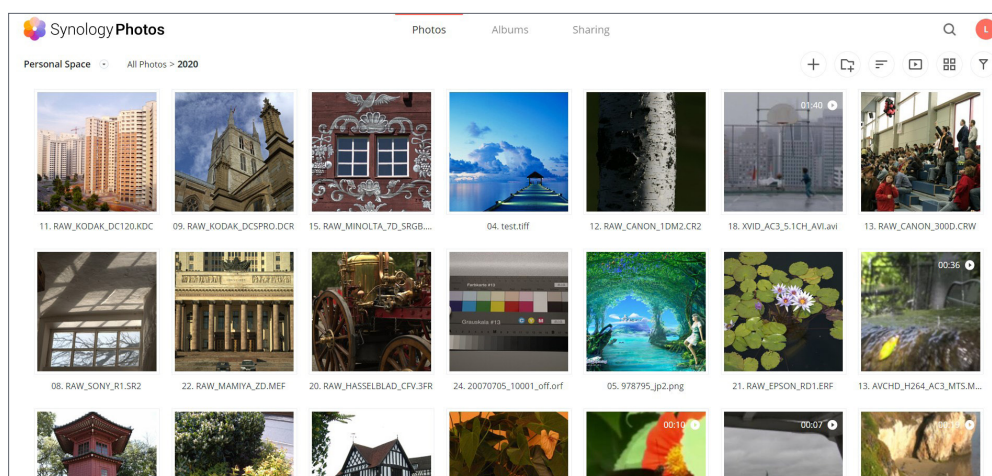 Synology Photos
Photos Albums Sharing
L
Personal Space All Photos > 2020
01:40
11. RAW_KODAK_DC120.KDC 09. RAW_KODAK_DCSPRO.DCR 15. RAW_MINOLTA_7D_SRGB.... 04. test.tiff 12. RAW_CANON_1DM2.CR2 18. XVID_AC3_5.1CH_AVI.avi 13. RAW_CANON_300D.CRW
00:36
Greyskala #13
C M
08. RAW_SONY_R1.SR2 22. RAW_MAMIYA_ZD.MEF 20. RAW_HASSELBLAD_CFV.3FR 24. 20070705_10001_off.orf 05. 978795_jp2.png 21. RAW_EPSON_RD1.ERF 13. AVCHD_H264_AC3_MTS.M...
00:10 00:07